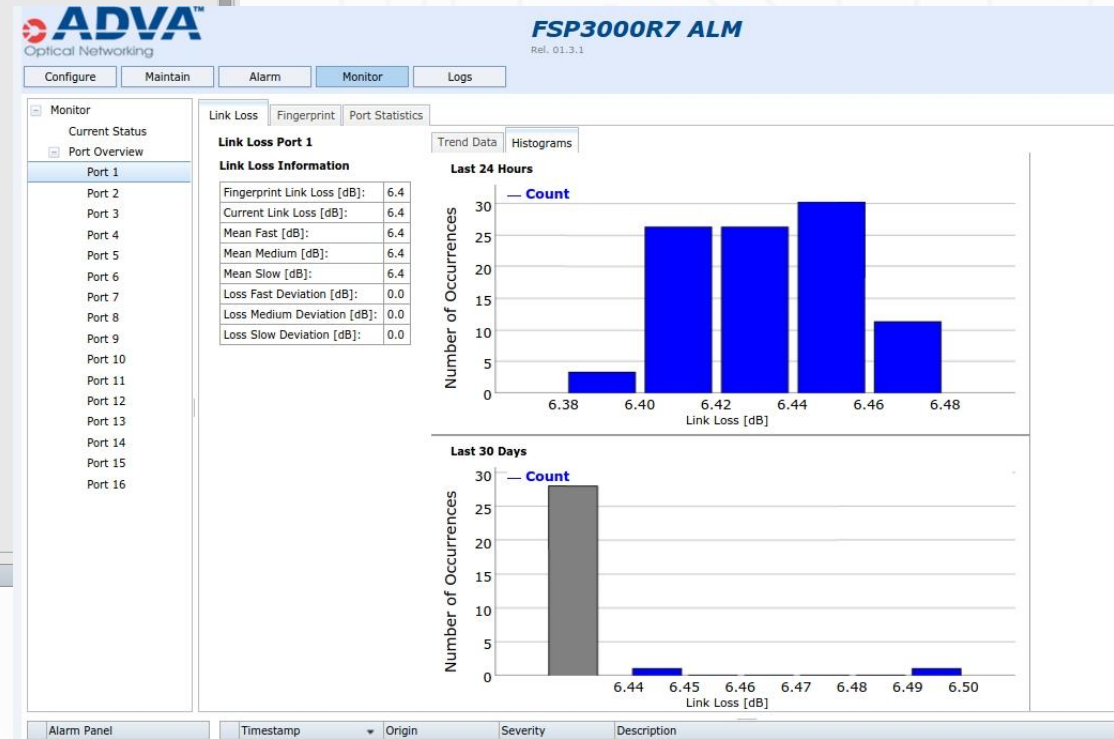 ADVA™
Optical Networking
FSP3000R7 ALM
Rel. 01.3.1
Configure Maintain Alarm Monitor Logs
Monitor
Current Status
Port Overview
Port 1
Port 2
Port 3
Port 4
Port 5
Port 6
Port 7
Port 8
Port 9
Port 10
Port 11
Port 12
Port 13
Port 14
Port 15
Port 16
Link Loss Fingerprint Port Statistics
Link Loss Port 1
Link Loss Information
Fingerprint Link Loss [dB]: 6.4
Current Link Loss [dB]: 6.4
Mean Fast [dB]: 6.4
Mean Medium [dB]: 6.4
Mean Slow [dB]: 6.4
Loss Fast Deviation [dB]: 0.0
Loss Medium Deviation [dB]: 0.0
Loss Slow Deviation [dB]: 0.0
Trend Data Histograms
Last 24 Hours
Count
Number of Occurrences
30
25
20
15
10
5
0
6.38 6.40 6.42 6.44 6.46 6.48
Link Loss [dB]
Last 30 Days
Count
Number of Occurrences
30
25
20
15
10
5
0
6.44 6.45 6.46 6.47 6.48 6.49 6.50
Link Loss [dB]
Alarm Panel
Timestamp Origin Severity Description